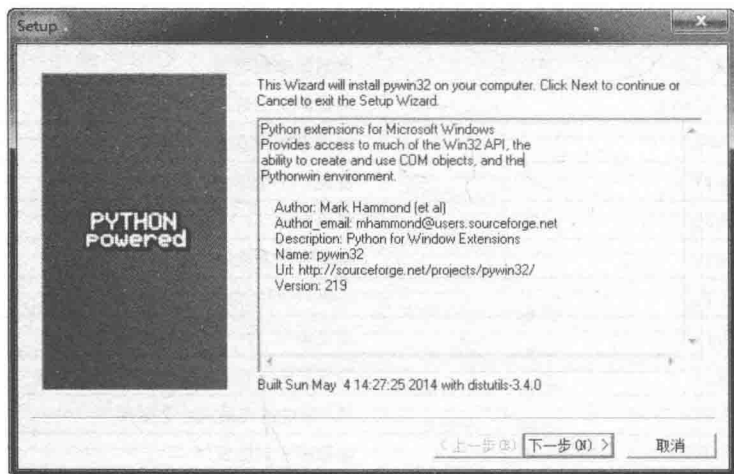 Setup
This Wizard will install pywin32 on your computer. Click Next to continue or
Cancel to exit the Setup Wizard.
Python extensions for Microsoft Windows
Provides access to much of the Win32 API, the
ability to create and use COM objects, and the
Pythonwin environment.
Author: Mark Hammond (et al)
Author_email: mhammond@users.sourceforge.net
Description: Python for Window Extensions
Name: pywin32
Url: http://sourceforge.net/projects/pywin32/
Version: 219
PYTHON
powered
Built Sun May 4 14:27:25 2014 with distutils-3.4.0
< 上一步(B)
下一步(N) >
取消